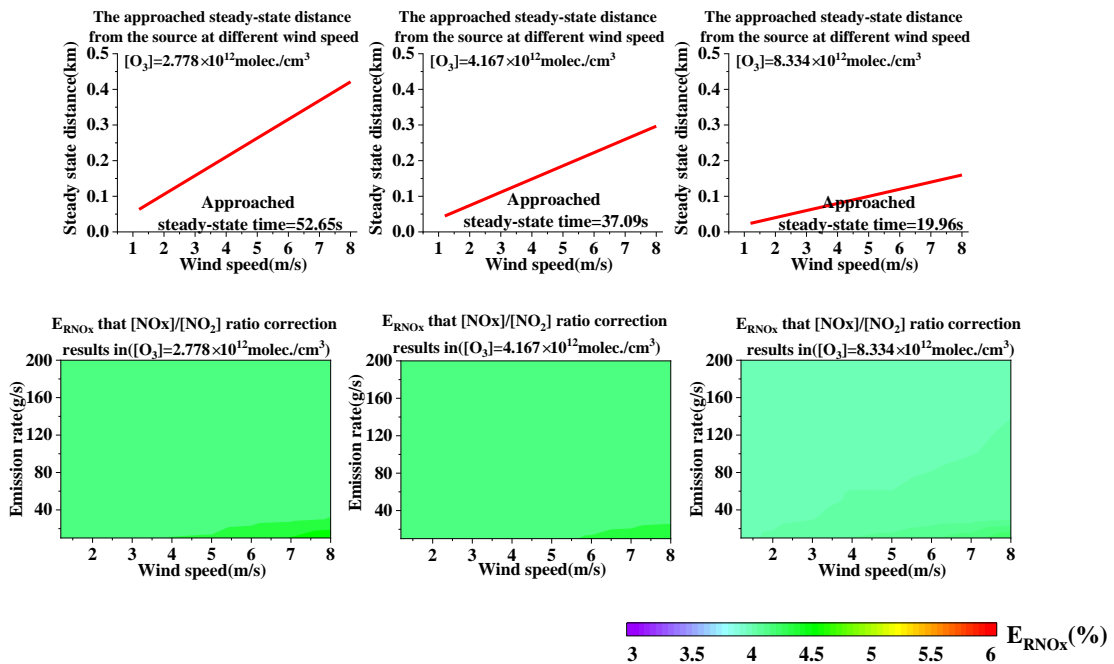 The approached steady-state distance
from the source at different wind speed
[O3]=2.778×10^12molec./cm^3
Steady state distance(km)
0.5
0.4
0.3
0.2
0.1
0.0
Approached
steady-state time=52.65s
1 2 3 4 5 6 7 8
Wind speed(m/s)
The approached steady-state distance
from the source at different wind speed
[O3]=4.167×10^12molec./cm^3
Steady state distance(km)
0.5
0.4
0.3
0.2
0.1
0.0
Approached
steady-state time=37.09s
1 2 3 4 5 6 7 8
Wind speed(m/s)
The approached steady-state distance
from the source at different wind speed
[O3]=8.334×10^12molec./cm^3
Steady state distance(km)
0.5
0.4
0.3
0.2
0.1
0.0
Approached
steady-state time=19.96s
1 2 3 4 5 6 7 8
Wind speed(m/s)
E_RNOx that [NOx]/[NO2] ratio correction
results in([O3]=2.778×10^12molec./cm^3)
Emission rate(g/s)
200
160
120
80
40
2 3 4 5 6 7 8
Wind speed(m/s)
E_RNOx that [NOx]/[NO2] ratio correction
results in([O3]=4.167×10^12molec./cm^3)
Emission rate(g/s)
200
160
120
80
40
2 3 4 5 6 7 8
Wind speed(m/s)
E_RNOx that [NOx]/[NO2] ratio correction
results in([O3]=8.334×10^12molec./cm^3)
Emission rate(g/s)
200
160
120
80
40
2 3 4 5 6 7 8
Wind speed(m/s)
3 3.5 4 4.5 5 5.5 6
E_RNOx(%)